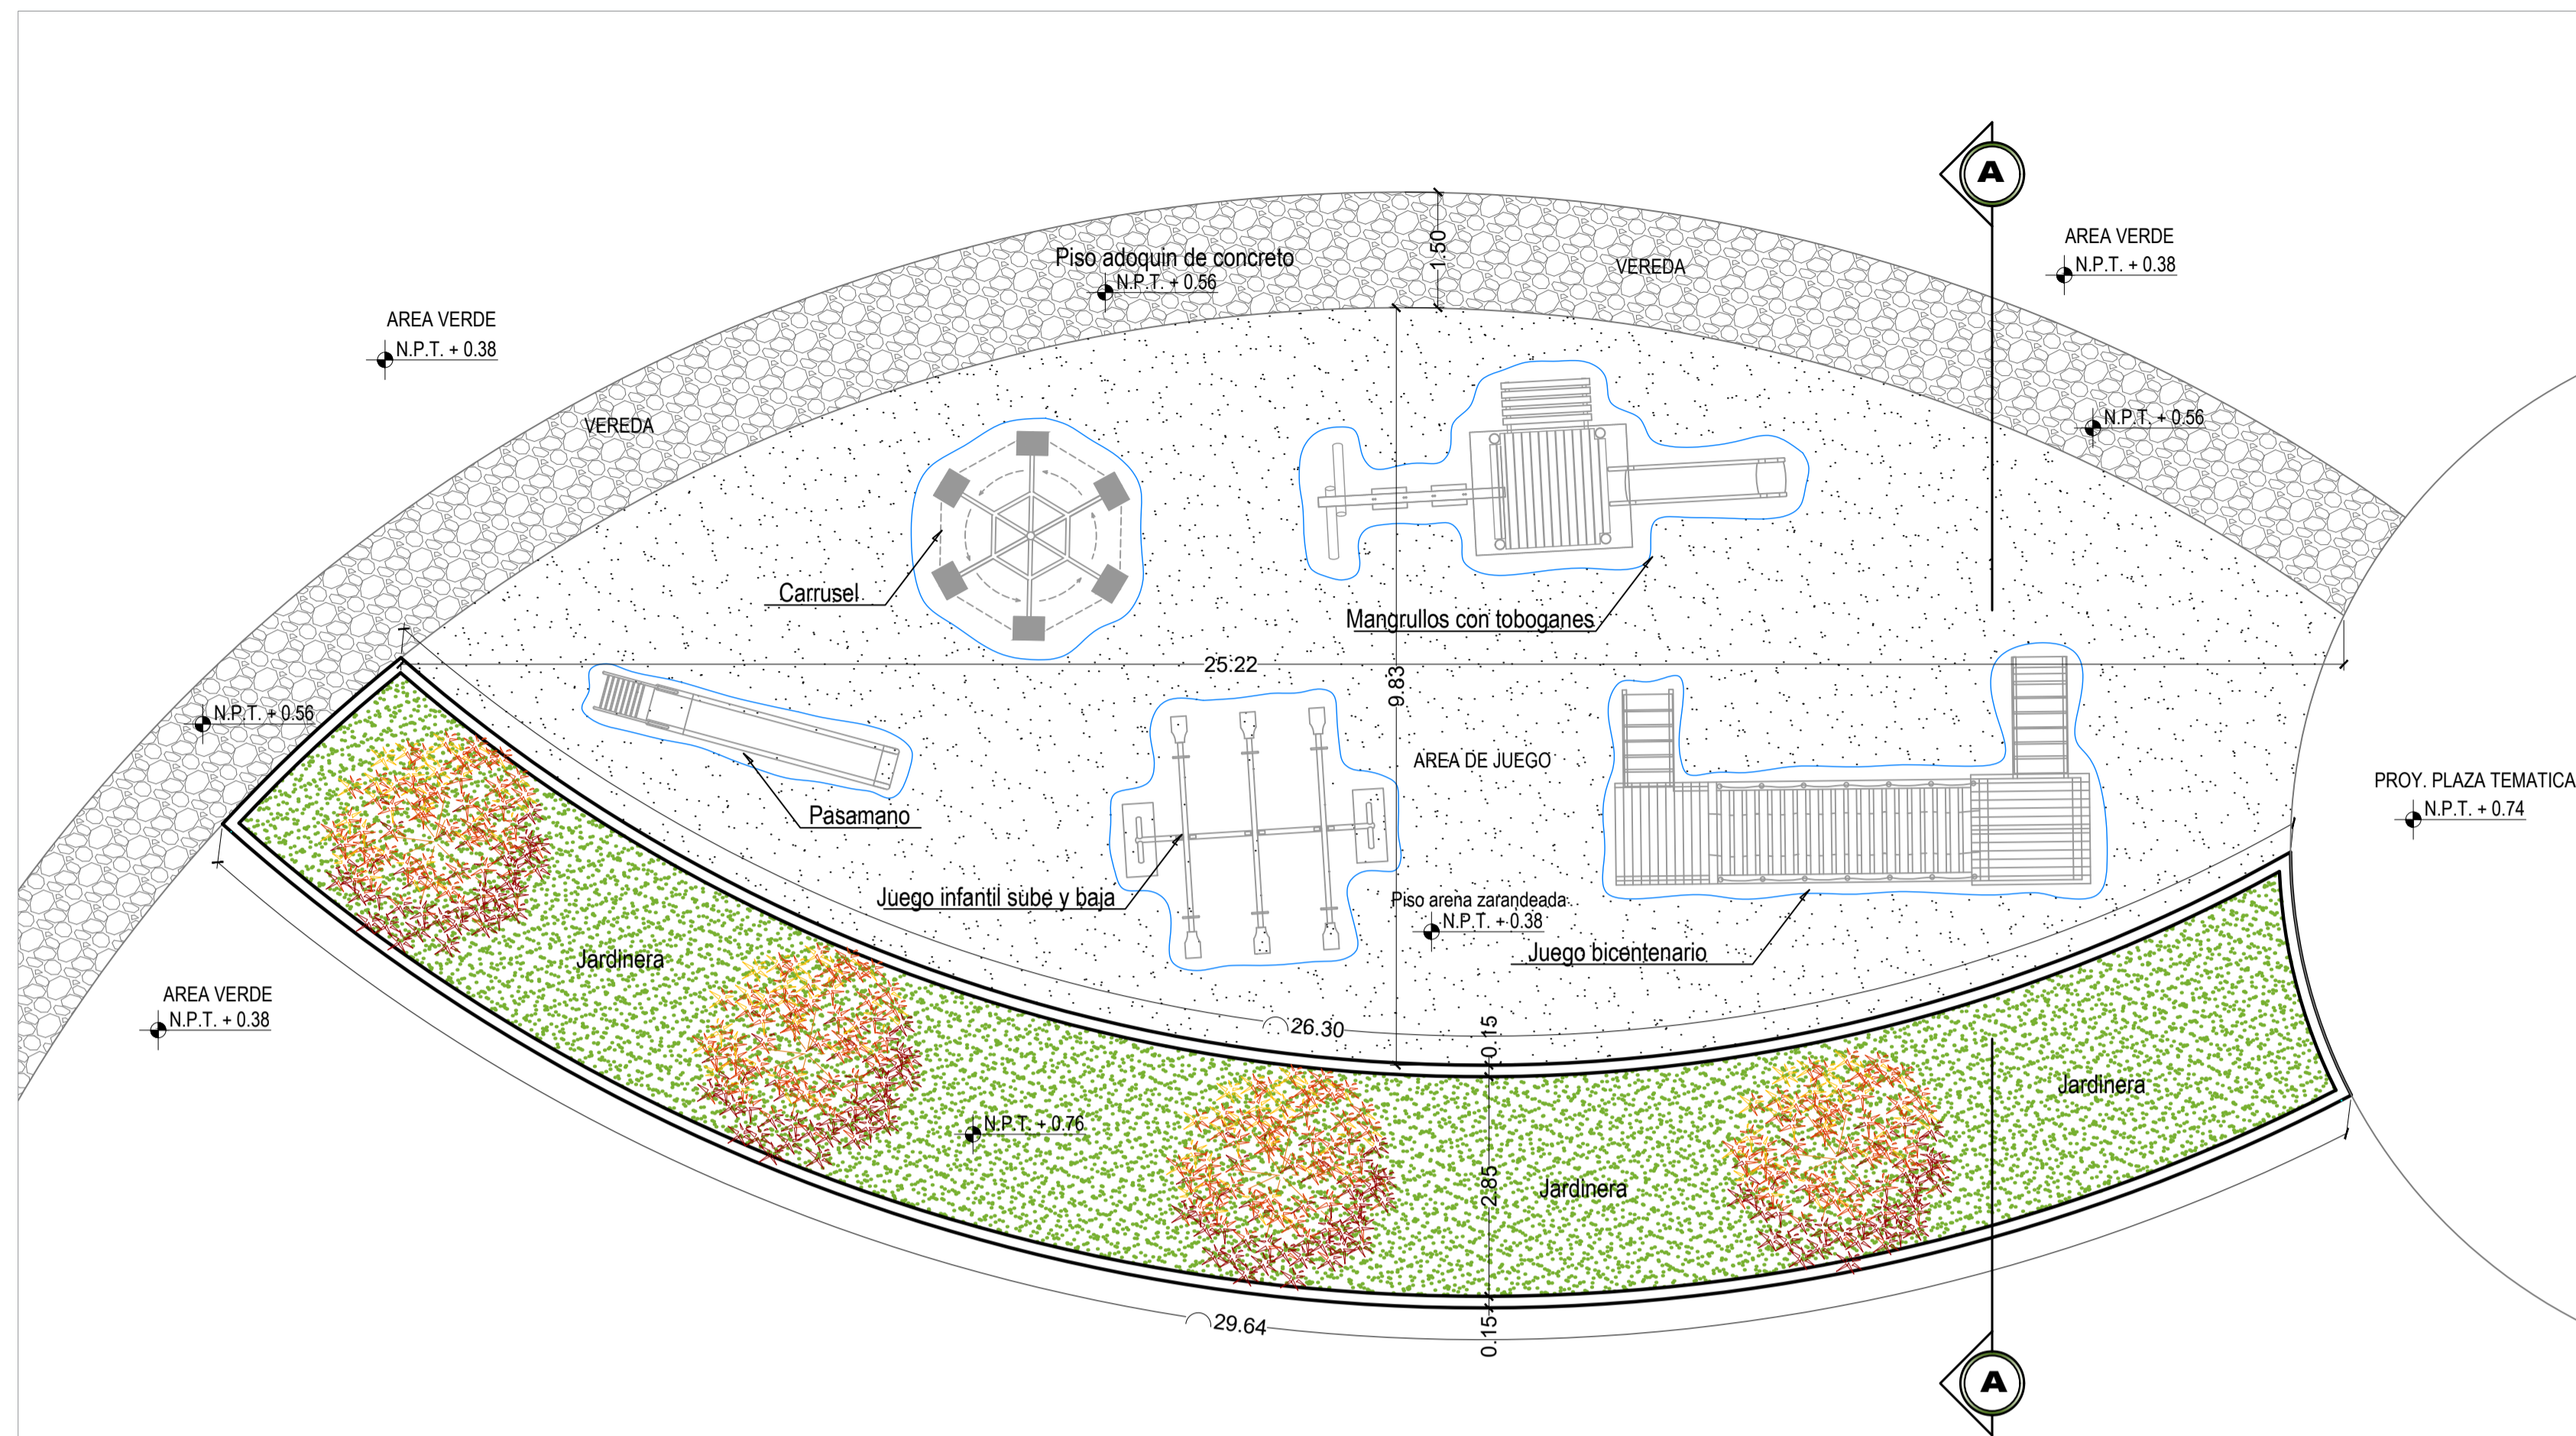 A
AREA VERDE
N.P.T. + 0.38
1.50
Piso adoquin de concreto
N.P.T. + 0.56
VEREDA
AREA VERDE
N.P.T. + 0.38
VEREDA
N.P.T. + 0.56
Carrusel
Mangrullos con toboganes
25.22
9.83
N.P.T. + 0.56
AREA DE JUEGO
PROY. PLAZA TEMATICA
N.P.T. + 0.74
Pasamano
Juego infantil sube y baja
Piso arena zarandeada
N.P.T. + 0.38
Juego bicentenario
Jardinera
AREA VERDE
N.P.T. + 0.38
26.30
0.15
Jardinera
N.P.T. + 0.76
2.85
Jardinera
29.64
0.15
A